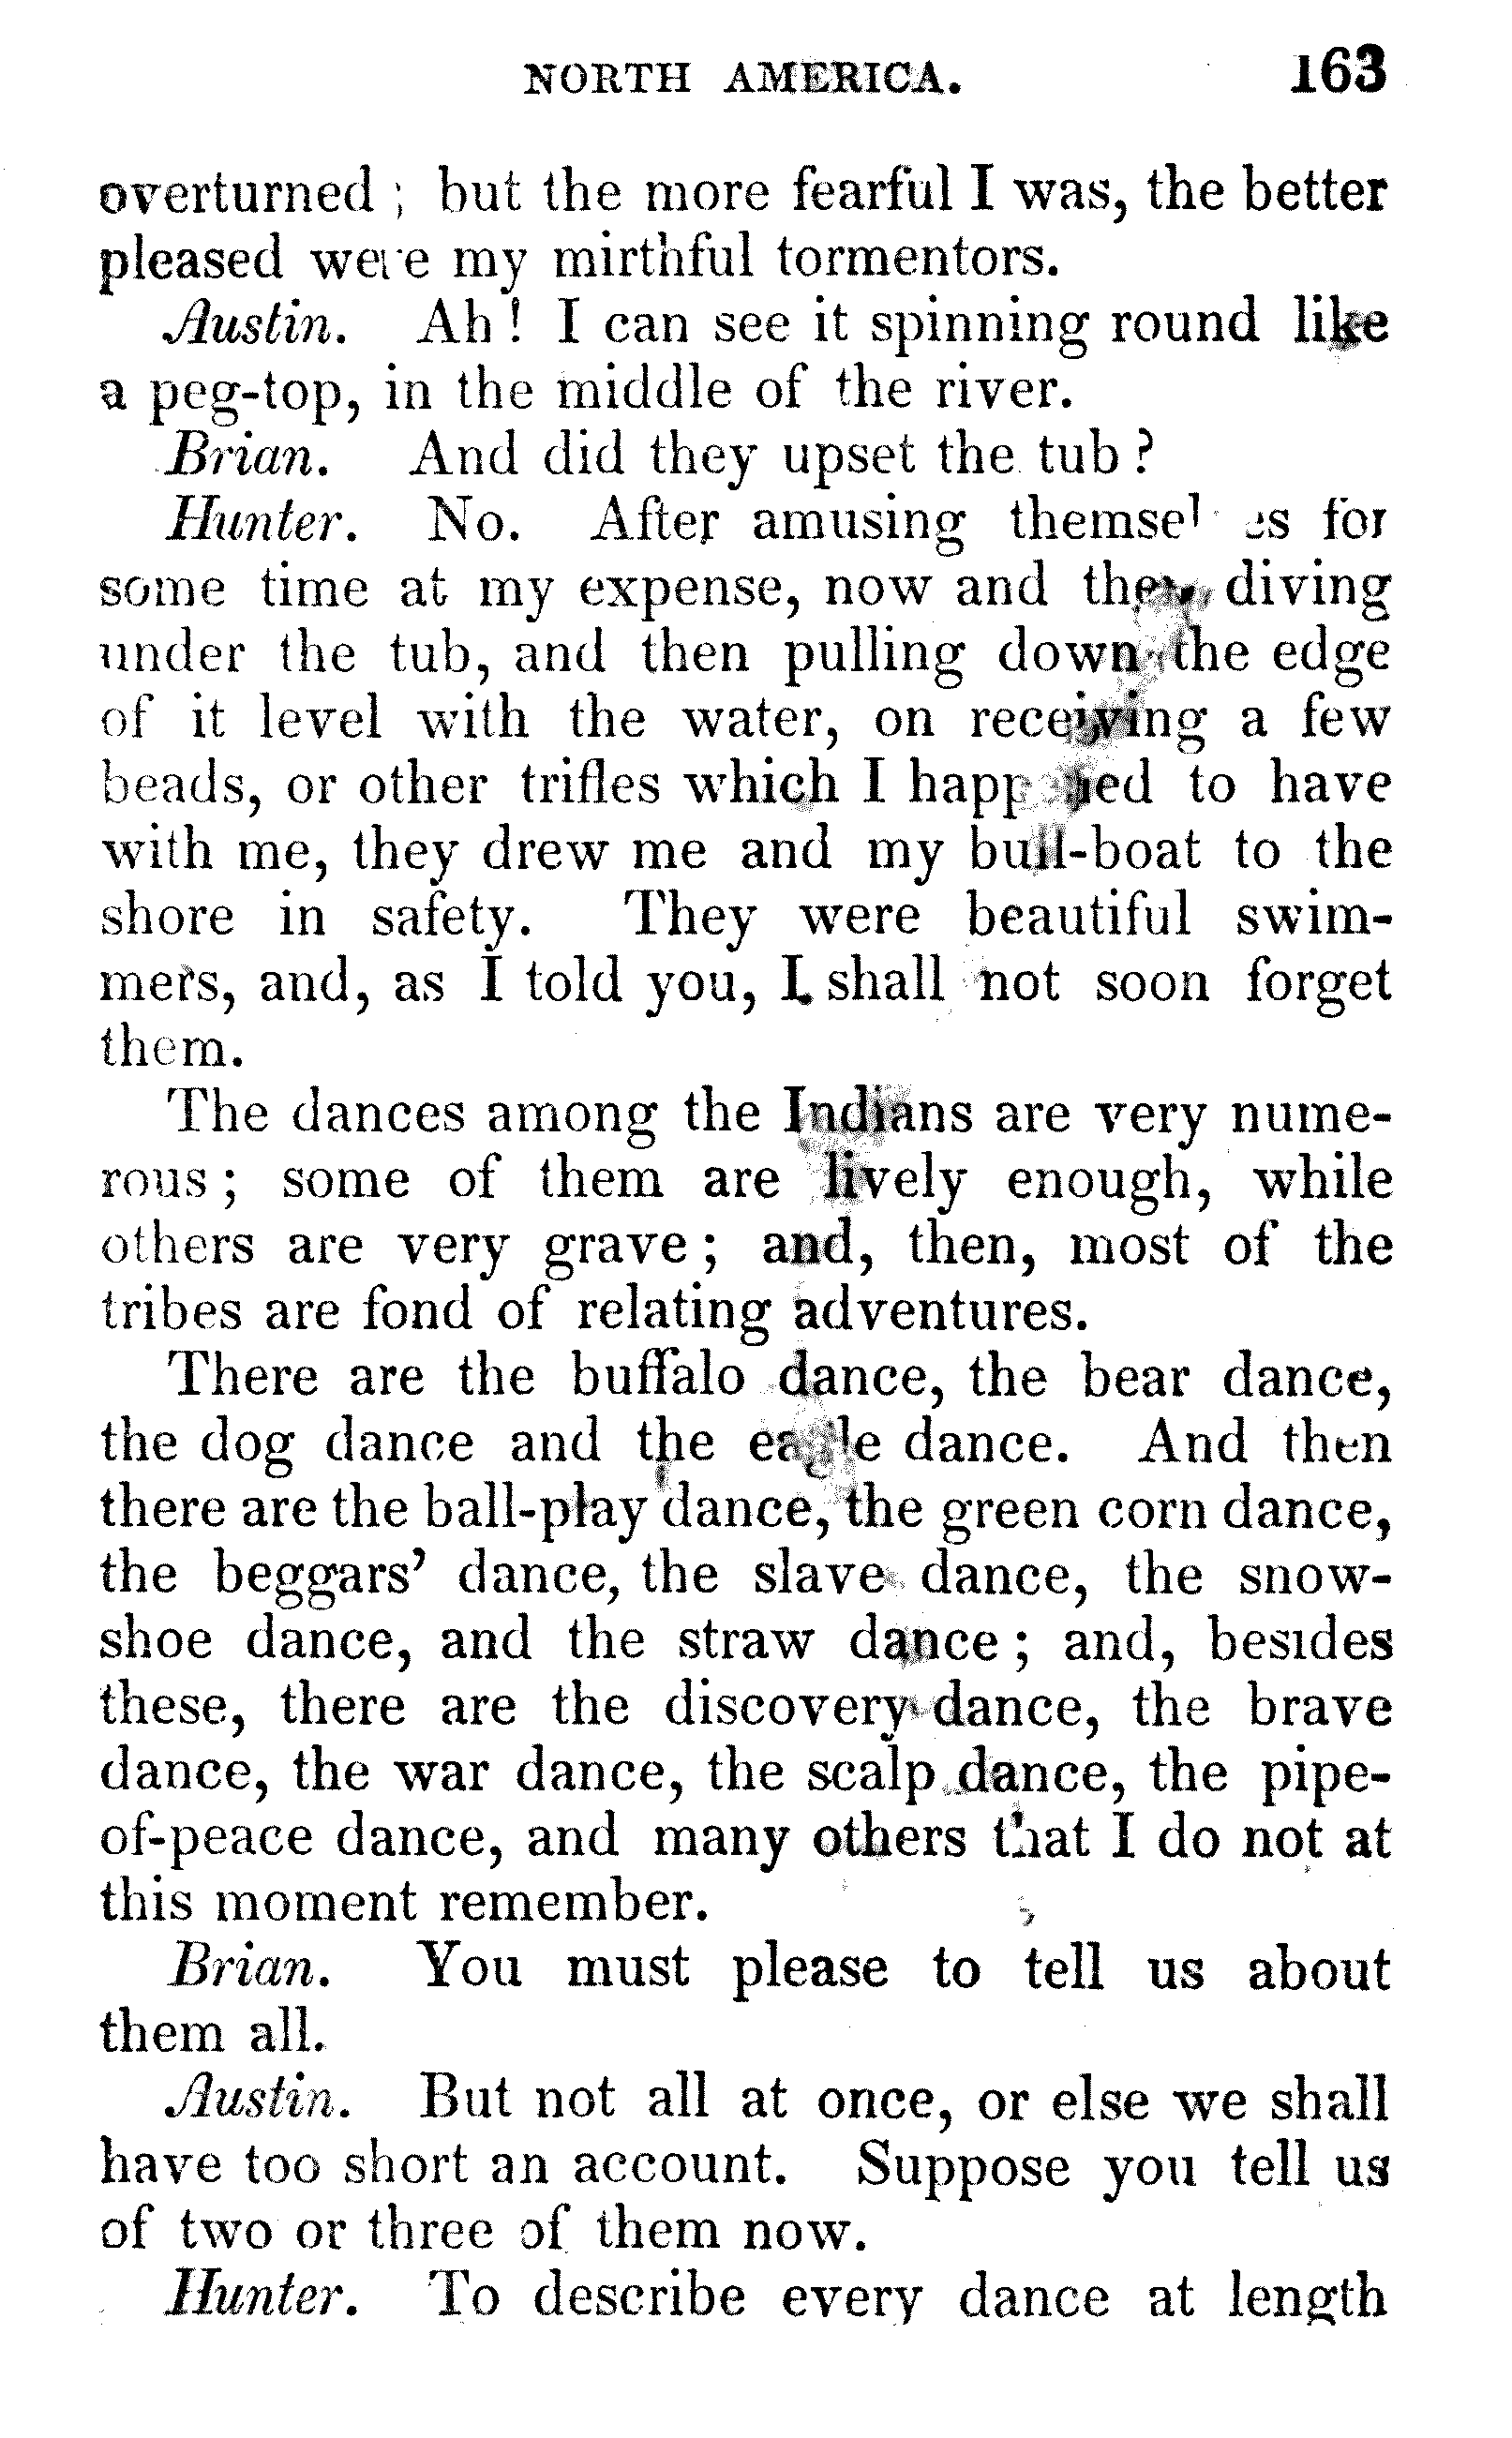 NORTH AMERICA. 163
overturned ; but the more fearful I was, the better
pleased were my mirthful tormentors.
Austin. Ah ! I can see it spinning round like
a peg-top, in the middle of the river.
Brian. And did they upset the tub ?
Hunter. No. After amusing themselves for
some time at my expense, now and then diving
under the tub, and then pulling down the edge
of it level with the water, on receiving a few
beads, or other trifles which I happened to have
with me, they drew me and my bull-boat to the
shore in safety. They were beautiful swim-
mers, and, as I told you, I shall not soon forget
them.
The dances among the Indians are very nume-
rous ; some of them are lively enough, while
others are very grave ; and, then, most of the
tribes are fond of relating adventures.
There are the buffalo dance, the bear dance,
the dog dance and the eagle dance. And then
there are the ball-play dance, the green corn dance,
the beggars' dance, the slave dance, the snow-
shoe dance, and the straw dance ; and, besides
these, there are the discovery dance, the brave
dance, the war dance, the scalp dance, the pipe-
of-peace dance, and many others that I do not at
this moment remember.
Brian. You must please to tell us about
them all.
Austin. But not all at once, or else we shall
have too short an account. Suppose you tell us
of two or three of them now.
Hunter. To describe every dance at length